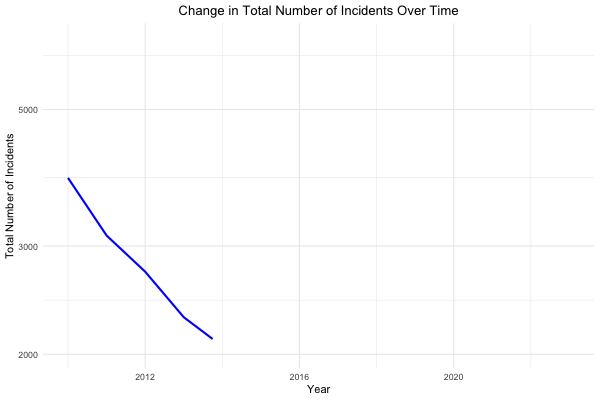 Change in Total Number of Incidents Over Time
Total Number of Incidents
5000
3000
2000
2012
2016
2020
Year